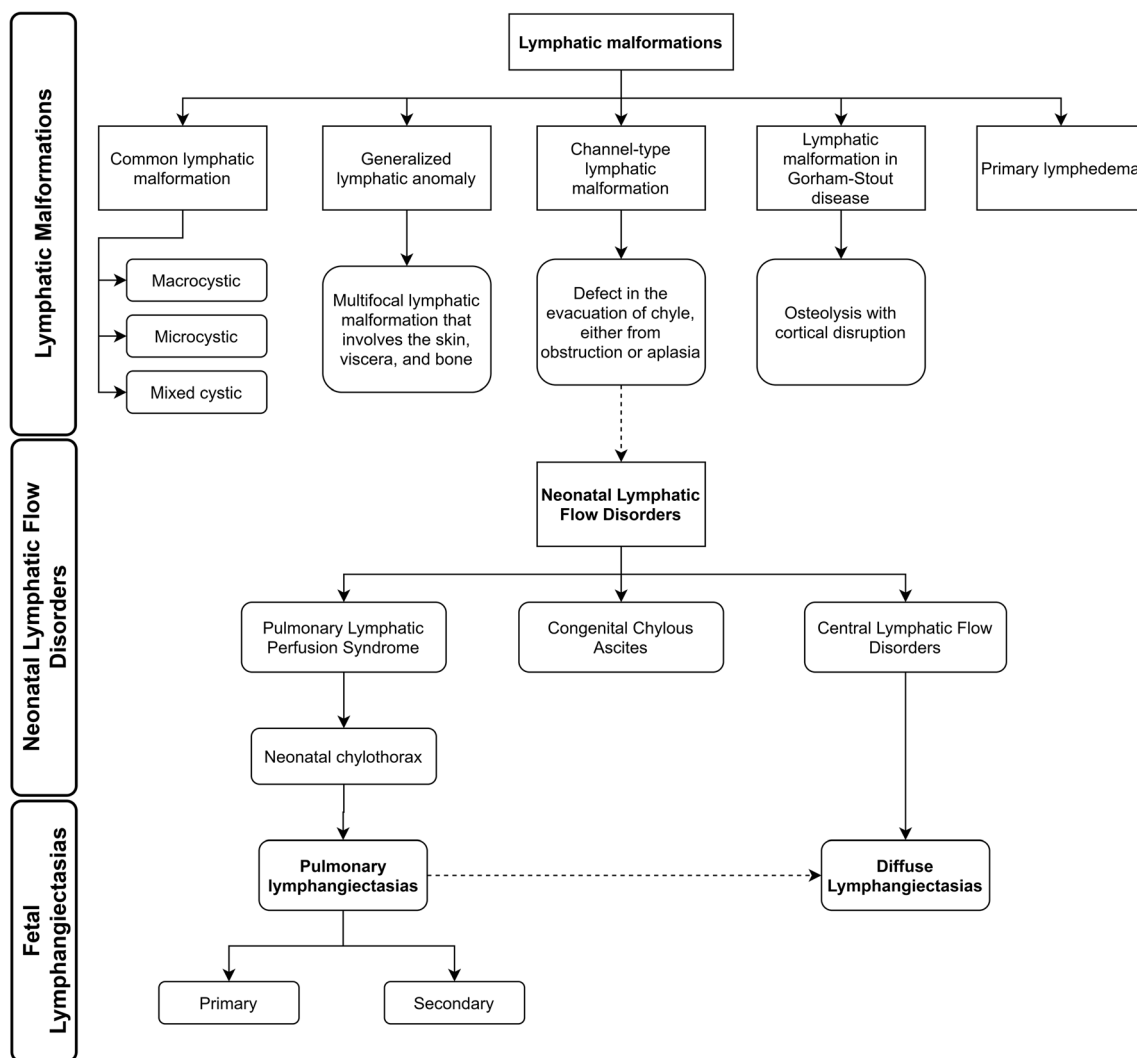 Lymphatic Malformations
Lymphatic malformations
Common lymphatic
malformation
Generalized
lymphatic anomaly
Channel-type
lymphatic
malformation
Lymphatic
malformation in
Gorham-Stout
disease
Primary lymphedema
Macrocystic
Microcystic
Mixed cystic
Multifocal lymphatic
malformation that
involves the skin,
viscera, and bone
Defect in the
evacuation of chyle,
either from
obstruction or aplasia
Osteolysis with
cortical disruption
Neonatal Lymphatic Flow
Disorders
Neonatal Lymphatic
Flow Disorders
Pulmonary Lymphatic
Perfusion Syndrome
Congenital Chylous
Ascites
Central Lymphatic Flow
Disorders
Neonatal chylothorax
Fetal
Lymphangiectasias
Pulmonary
lymphangiectasias
Diffuse
Lymphangiectasias
Primary
Secondary